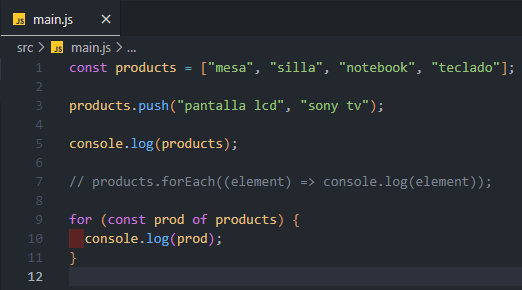 JS main.js ×
src > JS main.js > ...
1 const products = ["mesa", "silla", "notebook", "teclado"];
2
3 products.push("pantalla lcd", "sony tv");
4
5 console.log(products);
6
7 // products.forEach((element) => console.log(element));
8
9 for (const prod of products) {
10   console.log(prod);
11 }
12